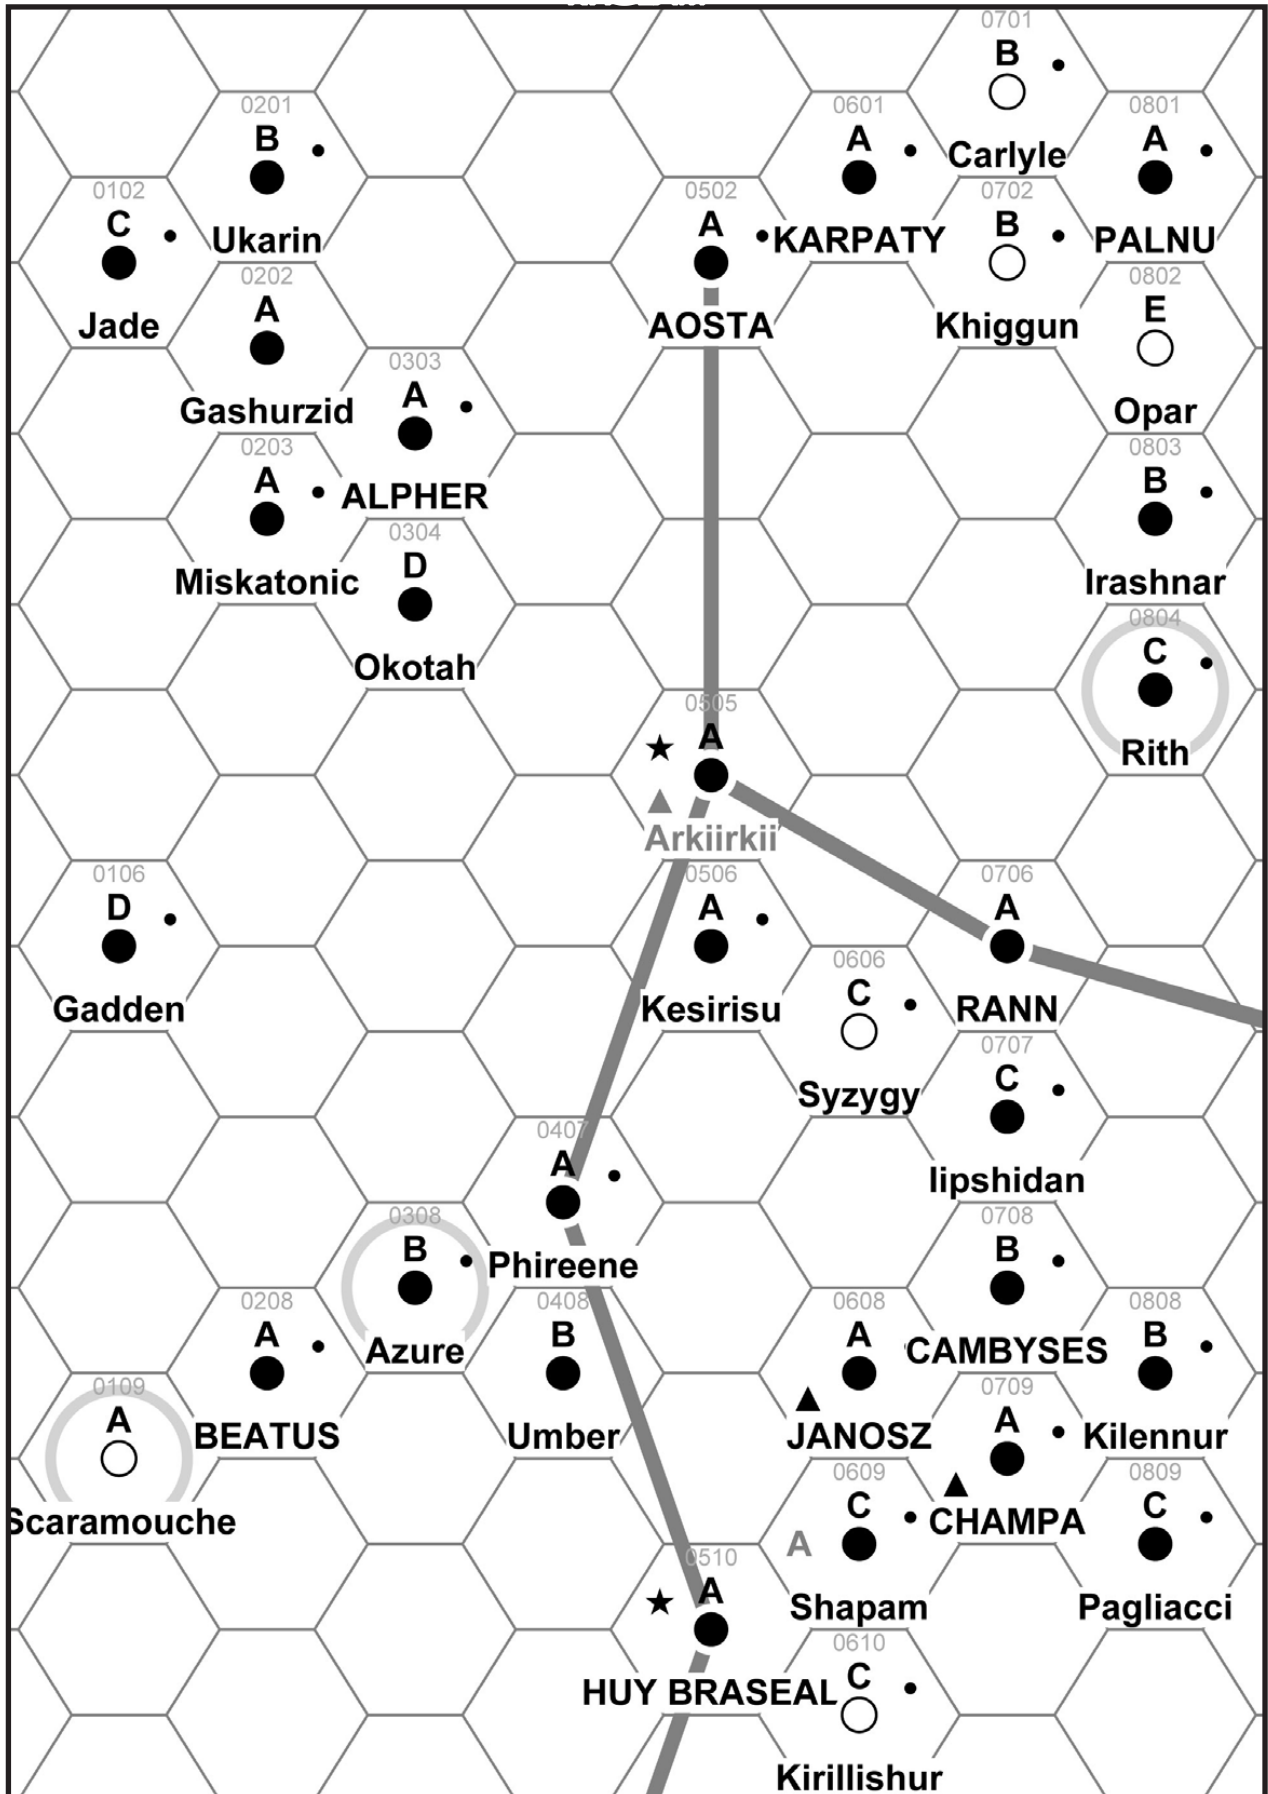 0701
B
Carlyle
0201
B
Ukarin
0601
A
KARPATY
0801
A
PALNU
0102
C
Jade
0502
A
AOSTA
0702
B
Khiggun
0202
A
Gashurzid
0802
E
Opar
0303
A
ALPHER
0203
A
Miskatonic
0803
B
Irashnar
0304
D
Okotah
0804
C
Rith
0505
A
Arkiirkii
0106
D
Gadden
0506
A
Kesirisu
0706
A
RANN
0606
C
Syzygy
0707
C
Iipshidan
0407
A
Phireene
0308
B
Azure
0708
B
CAMBYSES
0208
A
BEATUS
0408
B
Umber
0608
A
JANOSZ
0808
B
Kilennur
0109
A
Scaramouche
0709
A
CHAMPA
0609
C
A
Shapam
0809
C
Pagliacci
0510
A
HUY BRASEAL
0610
C
Kirillishur